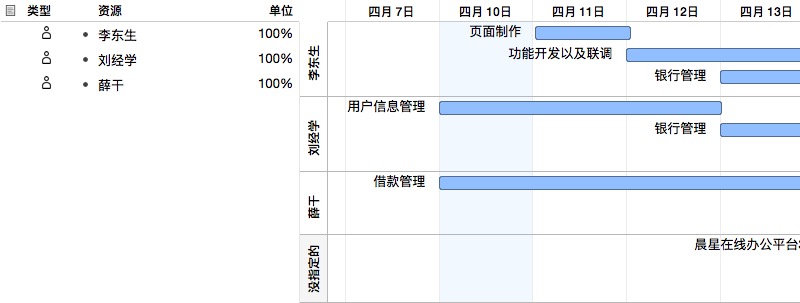 类型 资源 单位 四月 7日 四月 10日 四月 11日 四月 12日 四月 13日
李东生 100%
刘经学 100%
薛干 100%
李东生
页面制作
功能开发以及联调
银行管理
刘经学
用户信息管理
银行管理
薛干
借款管理
没指定的
晨星在线办公平台